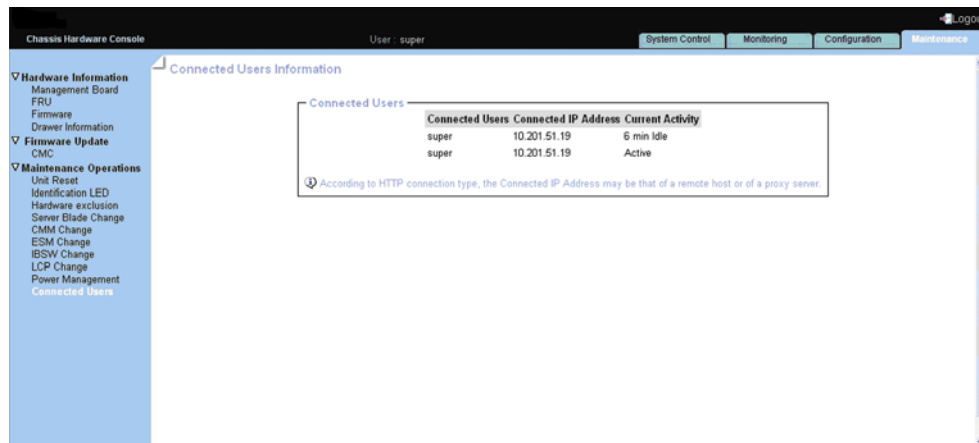 Logou
Chassis Hardware Console
User : super
System Control
Monitoring
Configuration
Maintenance
Hardware Information
Management Board
FRU
Firmware
Drawer Information
Firmware Update
CMC
Maintenance Operations
Unit Reset
Identification LED
Hardware exclusion
Server Blade Change
CMM Change
ESM Change
IBSW Change
LCP Change
Power Management
Connected Users
Connected Users Information
Connected Users
Connected Users Connected IP Address Current Activity
super 10.201.51.19 6 min Idle
super 10.201.51.19 Active
According to HTTP connection type, the Connected IP Address may be that of a remote host or of a proxy server.